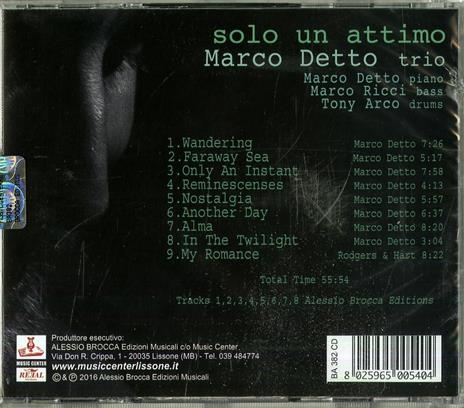 solo un attimo
Marco Detto trio
Marco Detto piano
Marco Ricci bass
Tony Arco drums
1.Wandering Marco Detto 7:26
2.Faraway Sea Marco Detto 5:17
3.Only An Instant Marco Detto 7:58
4.Reminescenses Marco Detto 4:13
5.Nostalgia Marco Detto 5:57
6.Another Day Marco Detto 6:37
7.Alma Marco Detto 8:20
8.In The Twilight Marco Detto 3:04
9.My Romance Rodgers & Hart 8:22
Total Time 55:54
Tracks 1,2,3,4,5,6,7,8 Alessio Brocca Editions
Produttore esecutivo:
ALESSIO BROCCA Edizioni Musicali c/o Music Center
Via Don R. Crippa, 1 - 20035 Lissone (MB) - Tel. 039 484774
www.musiccenterlissone.it
© & ℗ 2016 Alessio Brocca Edizioni Musicali
MUSIC CENTER
RE.TAL
BA.382 CD
8 025965 005404